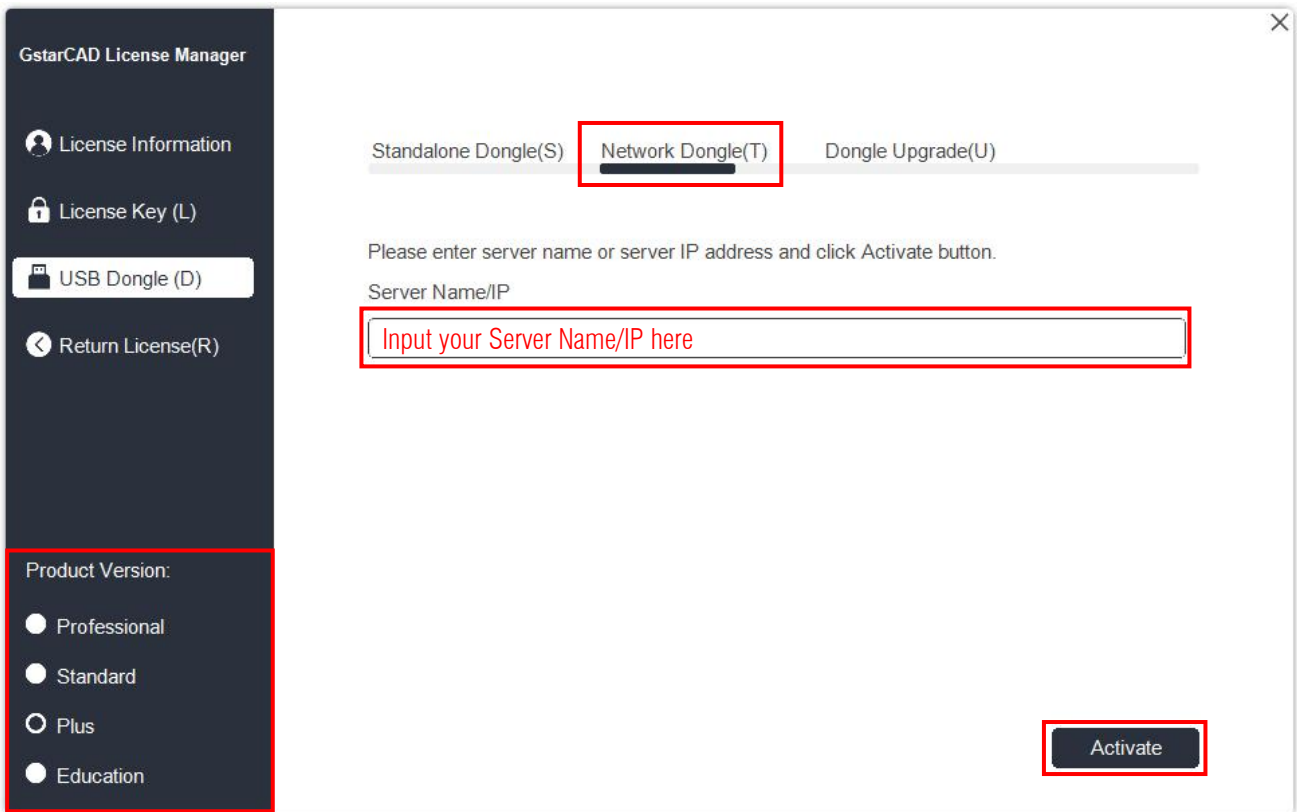 GstarCAD License Manager
License Information
License Key (L)
USB Dongle (D)
Return License(R)
Product Version:
Professional
Standard
Plus
Education
Standalone Dongle(S)
Network Dongle(T)
Dongle Upgrade(U)
Please enter server name or server IP address and click Activate button.
Server Name/IP
Input your Server Name/IP here
Activate